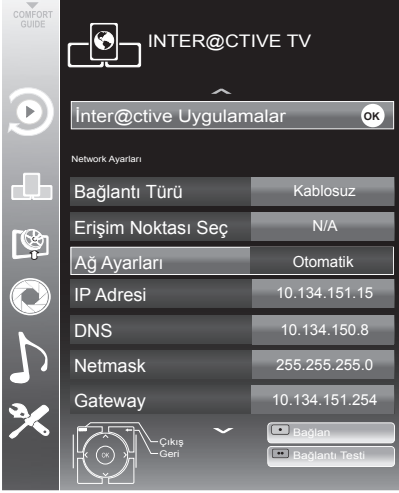 COMFORT
GUIDE
INTER@CTIVE TV
İnter@ctive Uygulamalar OK
Network Ayarları
Bağlantı Türü Kablosuz
Erişim Noktası Seç N/A
Ağ Ayarları Otomatik
IP Adresi 10.134.151.15
DNS 10.134.150.8
Netmask 255.255.255.0
Gateway 10.134.151.254
OK
Çıkış
Geri
Bağlan
Bağlantı Testi